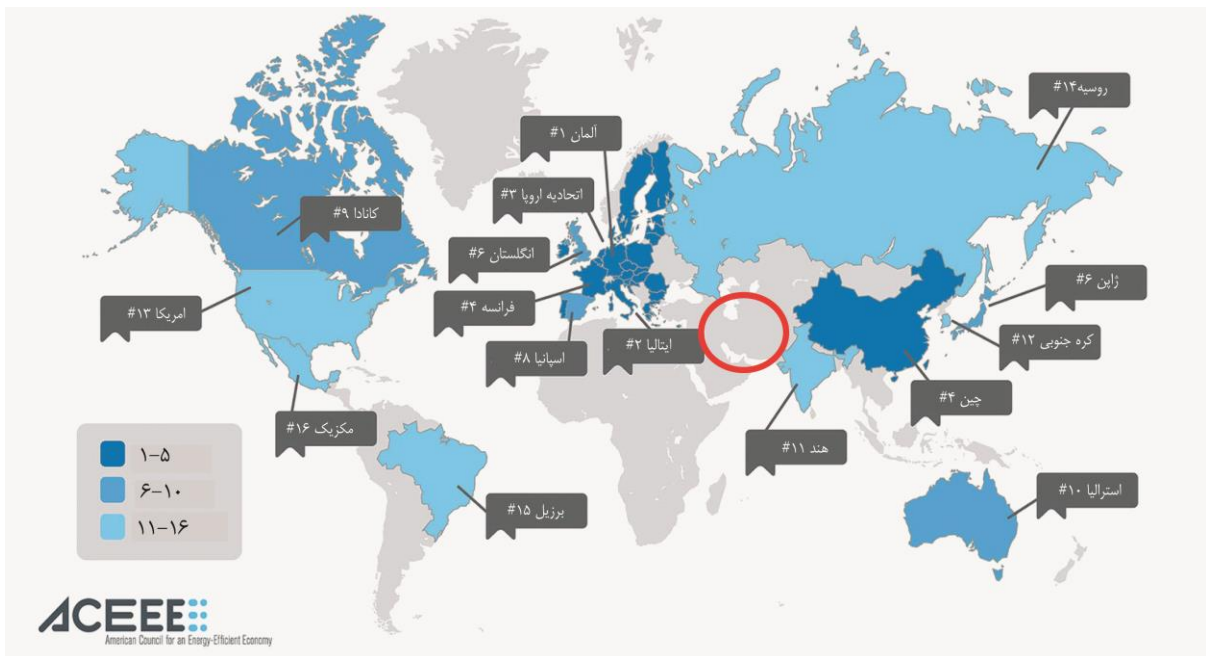 روسیه۱۴#
آلمان ۱#
اتحادیه اروپا ۳#
کانادا ۹#
انگلستان ۶#
ژاپن ۶#
امریکا ۱۳#
فرانسه ۴#
کره جنوبی ۱۲#
اسپانیا ۸#
ایتالیا ۲#
چین ۴#
مکزیک ۱۶#
هند ۱۱#
استرالیا ۱۰#
برزیل ۱۵#
۱-۵
۶-۱۰
۱۱-۱۶
ACEEE
American Council for an Energy-Efficient Economy